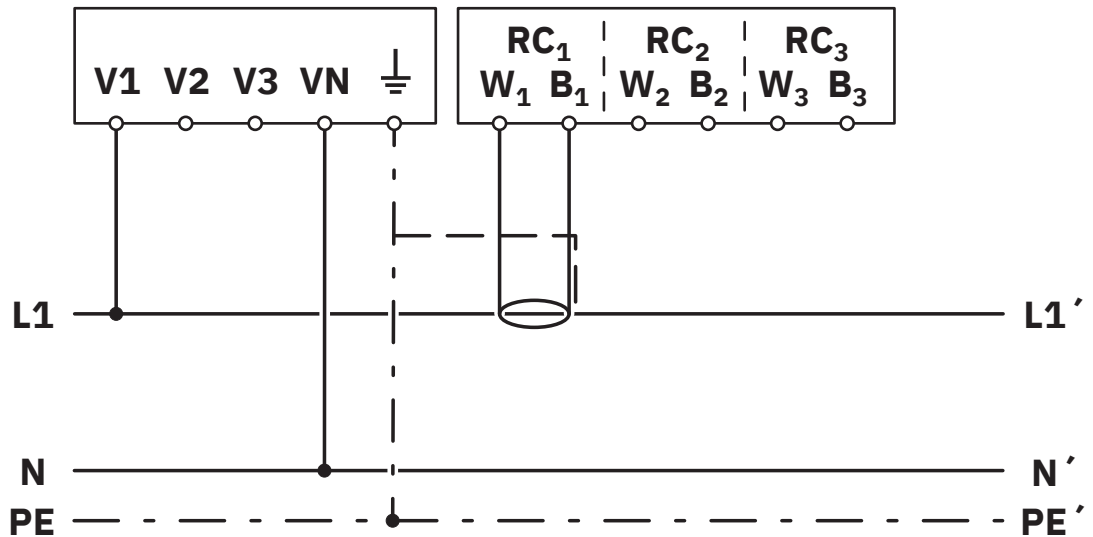 V1 V2 V3 VN
RC₁ RC₂ RC₃
W₁ B₁ W₂ B₂ W₃ B₃
L1 L1´
N N´
PE PE´